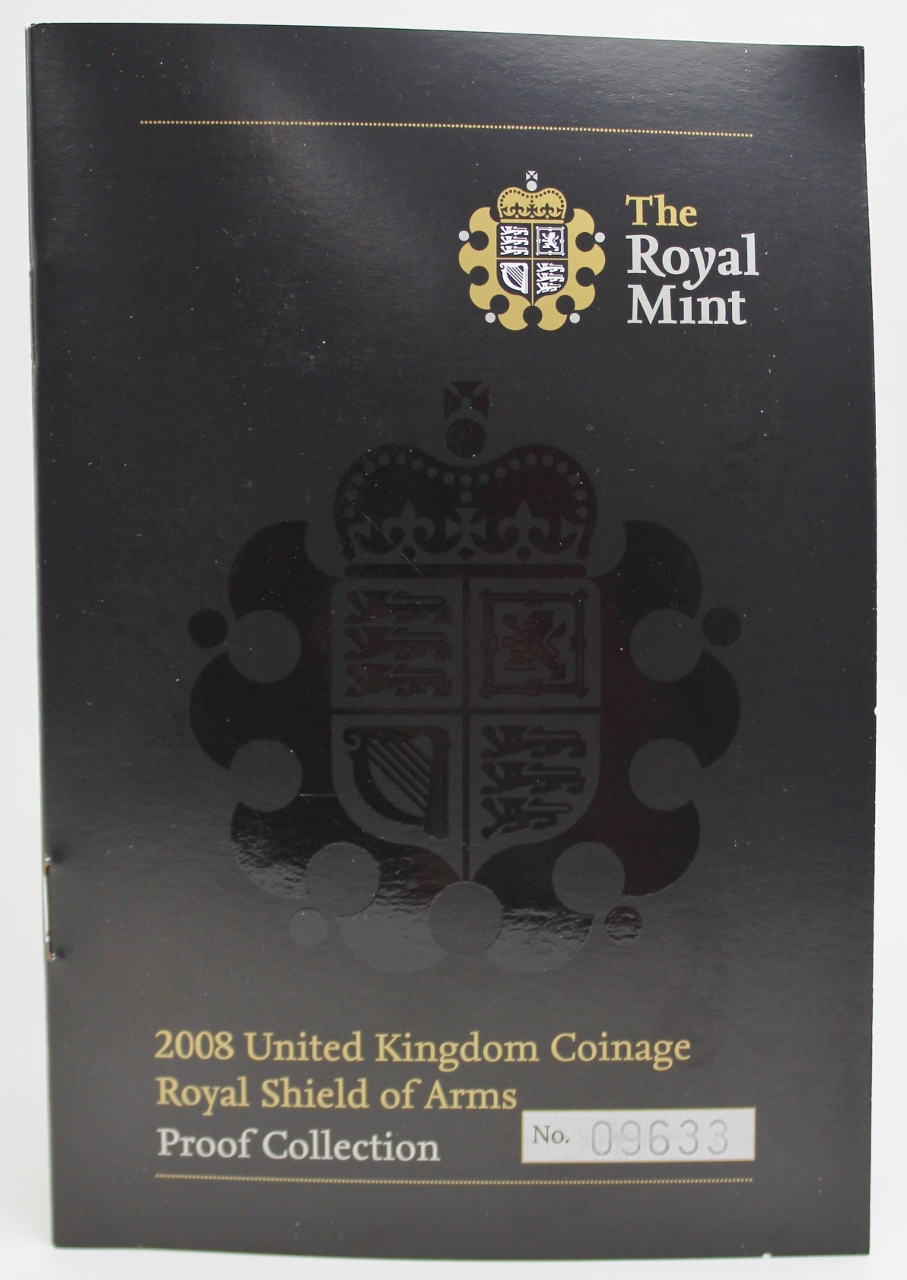 The
Royal
Mint
2008 United Kingdom Coinage
Royal Shield of Arms
Proof Collection
No. 09633